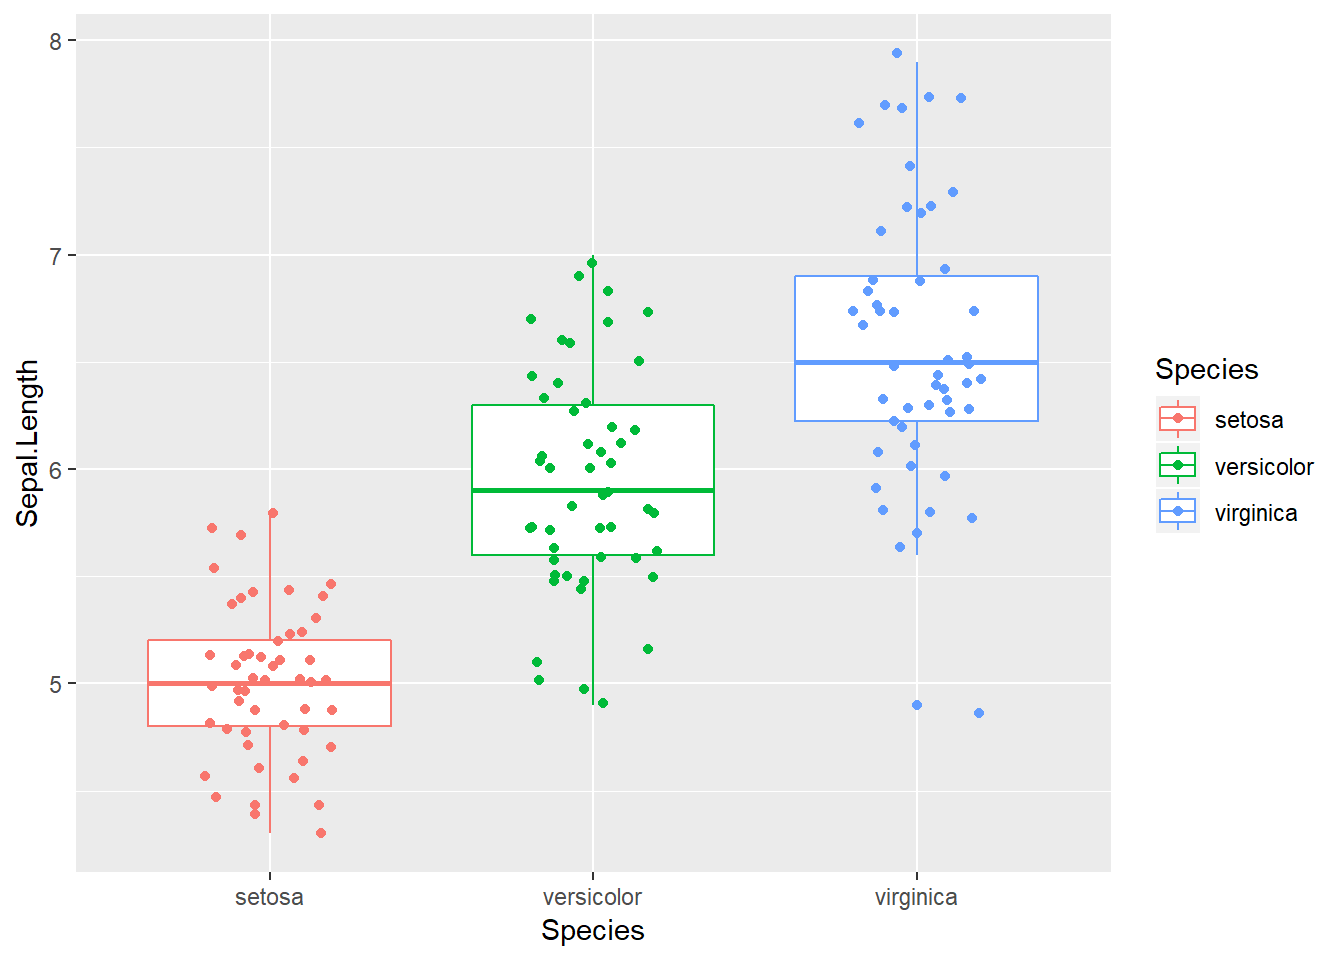 8
7
6
5
Sepal.Length
setosa
versicolor
virginica
Species
Species
setosa
versicolor
virginica